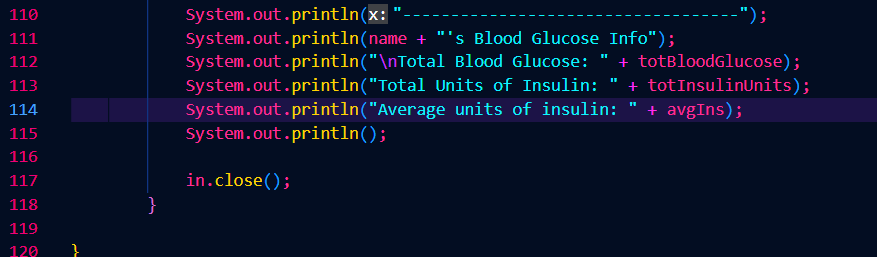 110 System.out.println(x:"-----------------------------------");
111 System.out.println(name + "'s Blood Glucose Info");
112 System.out.println("\nTotal Blood Glucose: " + totBloodGlucose);
113 System.out.println("Total Units of Insulin: " + totInsulinUnits);
114 System.out.println("Average units of insulin: " + avgIns);
115 System.out.println();
116
117 in.close();
118 }
119
120 }